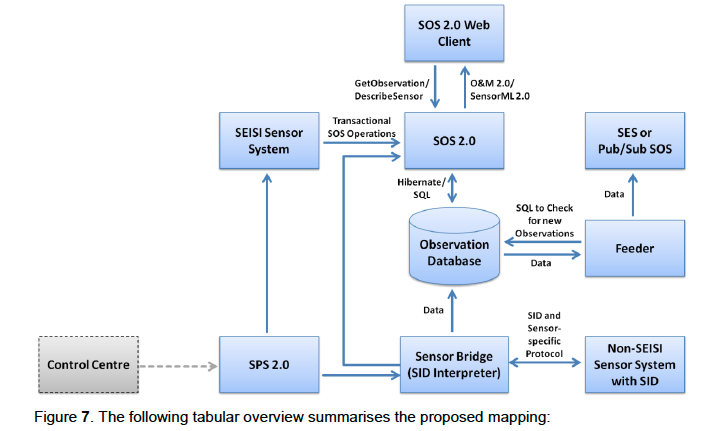 SOS 2.0 Web
Client
GetObservation/
DescribeSensor
O&M 2.0/
SensorML 2.0
SEISI Sensor
System
Transactional
SOS Operations
SOS 2.0
SES or
Pub/Sub SOS
Hibernate/
SQL
Data
SQL to Check
for new
Observations
Observation
Database
Feeder
Data
Data
SID and
Sensor-
specific
Protocol
Control Centre
SPS 2.0
Sensor Bridge
(SID Interpreter)
Non-SEISI
Sensor System
with SID
Figure 7. The following tabular overview summarises the proposed mapping: